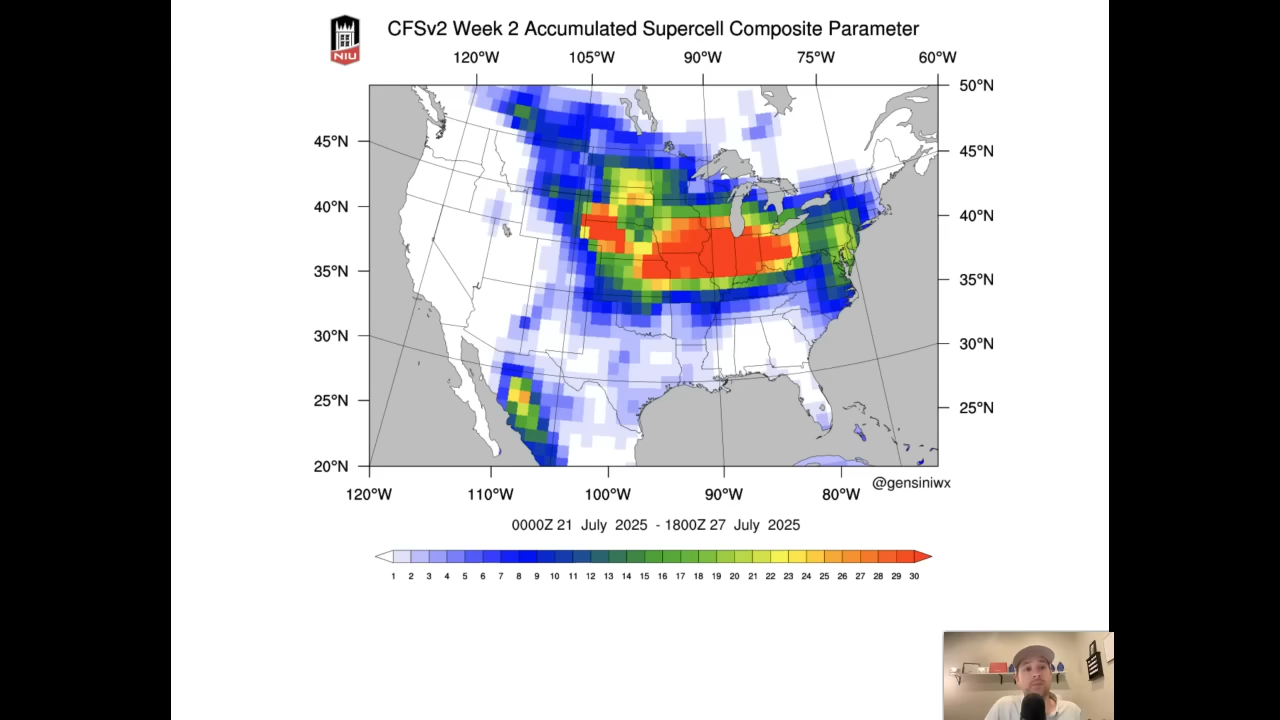 CFSv2 Week 2 Accumulated Supercell Composite Parameter
NIU
120°W 105°W 90°W 75°W 60°W
50°N
45°N 45°N
40°N 40°N
35°N 35°N
30°N 30°N
25°N 25°N
20°N
120°W 110°W 100°W 90°W 80°W
@gensiniwx
0000Z 21 July 2025 - 1800Z 27 July 2025
1 2 3 4 5 6 7 8 9 10 11 12 13 14 15 16 17 18 19 20 21 22 23 24 25 26 27 28 29 30